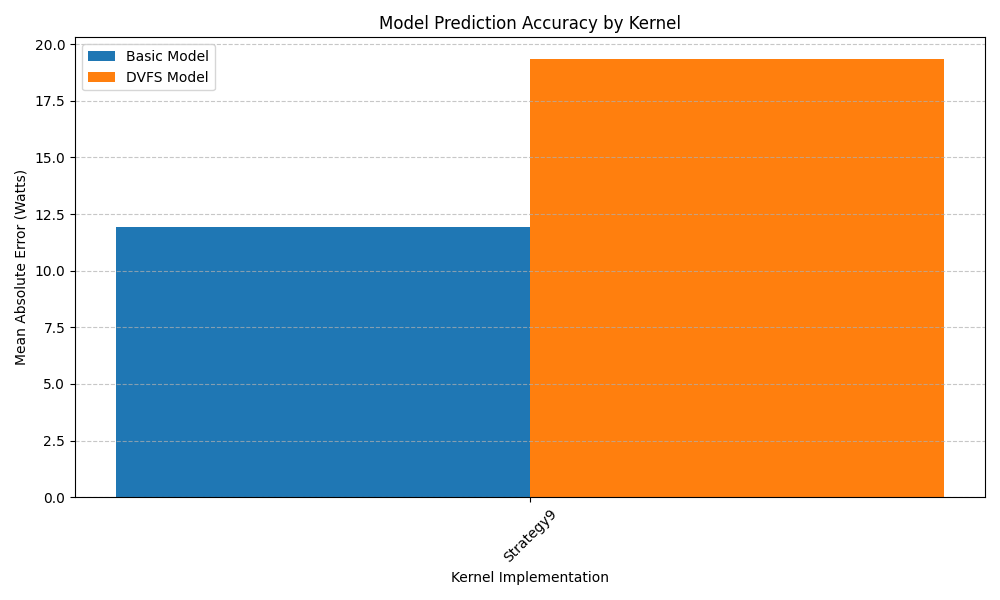 Model Prediction Accuracy by Kernel
Basic Model
DVFS Model
Mean Absolute Error (Watts)
20.0
17.5
15.0
12.5
10.0
7.5
5.0
2.5
0.0
Strategy9
Kernel Implementation